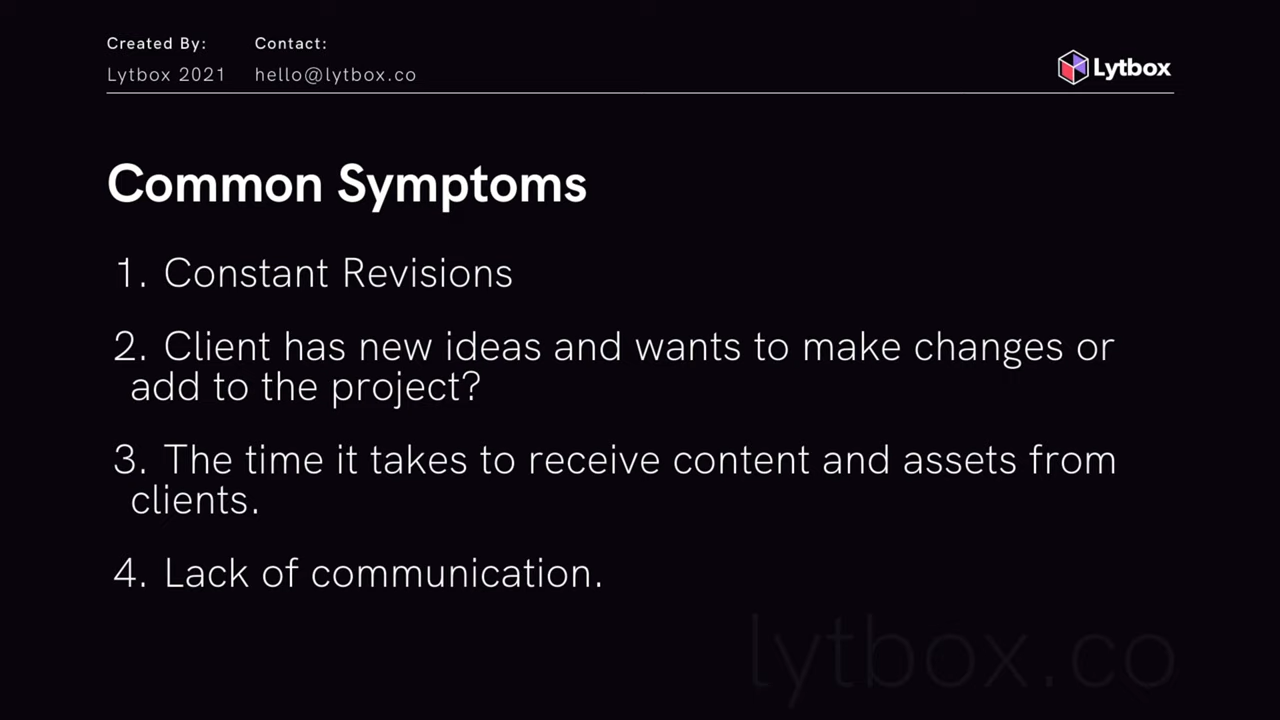 Created By:
Contact:
Lytbox 2021
hello@lytbox.co
Lytbox
Common Symptoms
1. Constant Revisions
2. Client has new ideas and wants to make changes or
add to the project?
3. The time it takes to receive content and assets from
clients.
4. Lack of communication.
lytbox.co